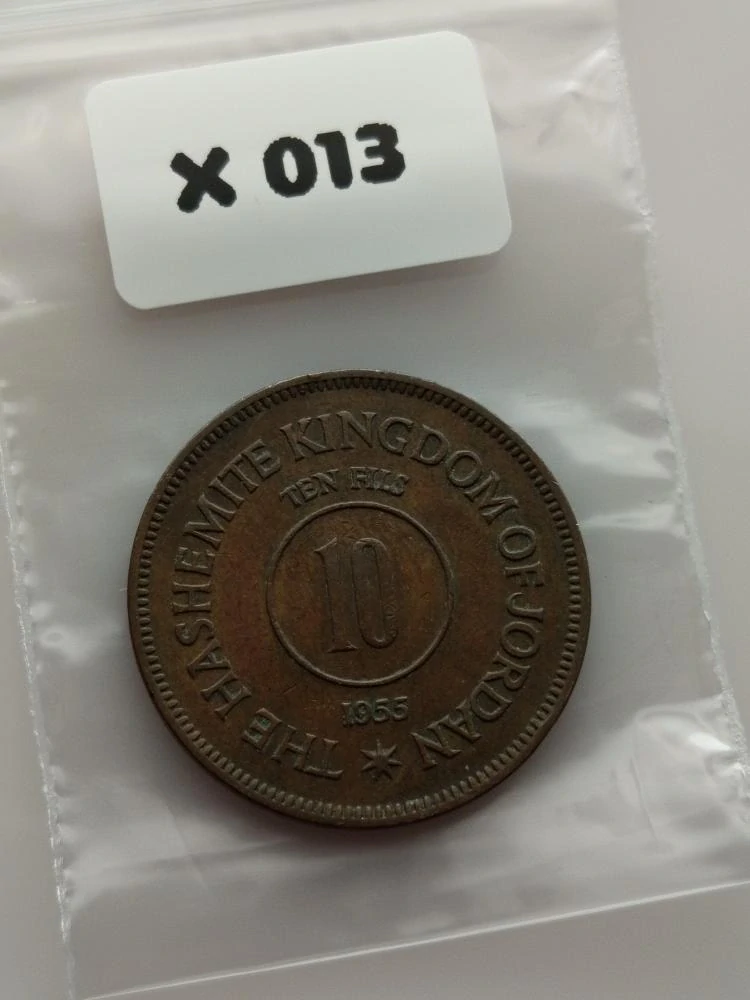 X 013
THE HASHEMITE KINGDOM OF JORDAN
TEN FILS
10
1955